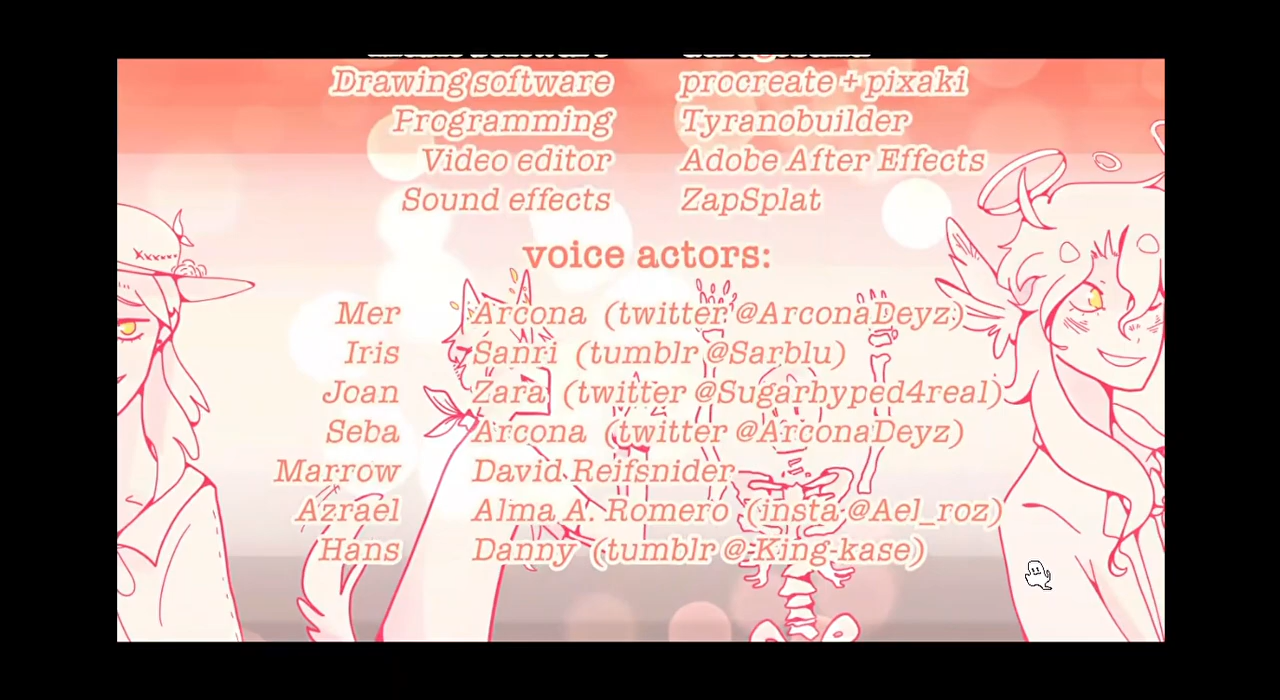 Drawing software procreate + pixaki
Programming Tyranobuilder
Video editor Adobe After Effects
Sound effects ZapSplat
voice actors:
Mer Arcona (twitter @ArconaDeyz)
Iris Sanri (tumblr @Sarblu)
Joan Zara (twitter @Sugarhyped4real)
Seba Arcona (twitter @ArconaDeyz)
Marrow David Reifsnider
Azrael Alma A. Romero (insta @Ael_roz)
Hans Danny (tumblr @-King-kase)